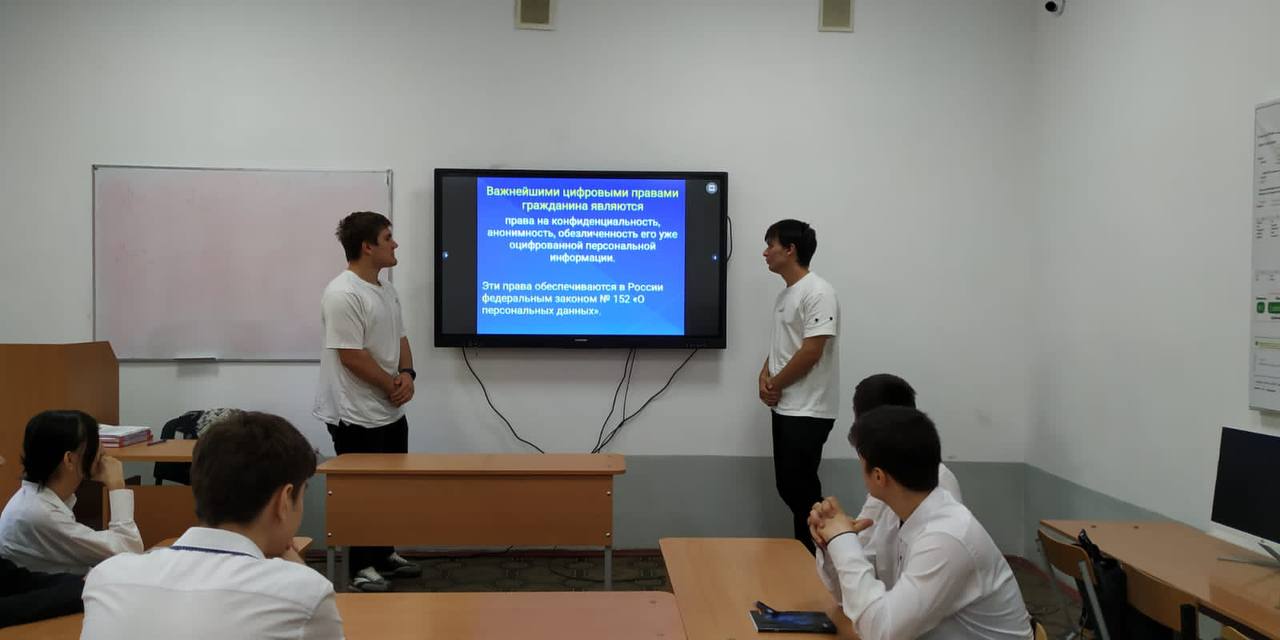 Важнейшими цифровыми правами
гражданина являются
права на конфиденциальность,
анонимность, обезличенность его уже
оцифрованной персональной
информации.
Эти права обеспечиваются в России
федеральным законом № 152 «О
персональных данных».